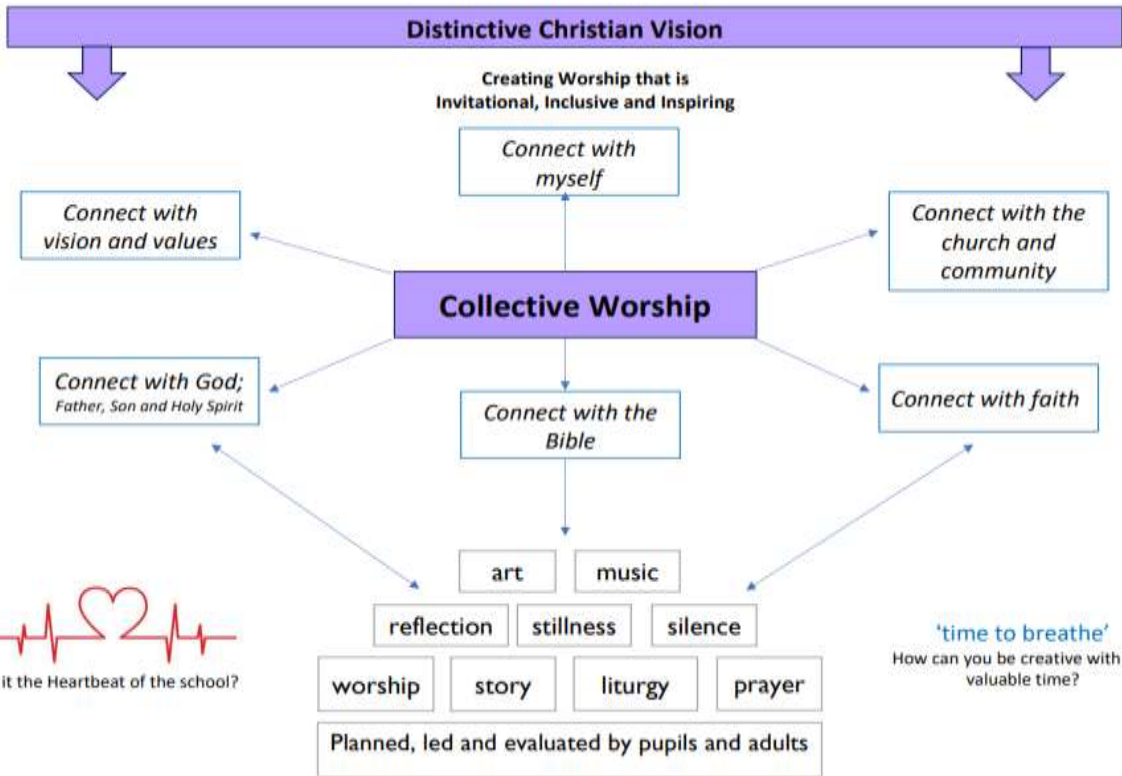 Distinctive Christian Vision
Creating Worship that is
Invitational, Inclusive and Inspiring
Connect with
myself
Connect with
vision and values
Connect with the
church and
community
Collective Worship
Connect with God;
Father, Son and Holy Spirit
Connect with the
Bible
Connect with faith
art
music
reflection
stillness
silence
worship
story
liturgy
prayer
Planned, led and evaluated by pupils and adults
it the Heartbeat of the school?
'time to breathe'
How can you be creative with
valuable time?